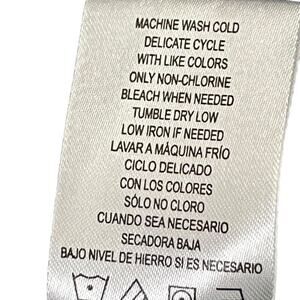 MACHINE WASH COLD
DELICATE CYCLE
WITH LIKE COLORS
ONLY NON-CHLORINE
BLEACH WHEN NEEDED
TUMBLE DRY LOW
LOW IRON IF NEEDED
LAVAR A MÁQUINA FRÍO
CICLO DELICADO
CON LOS COLORES
SÓLO NO CLORO
CUANDO SEA NECESARIO
SECADORA BAJA
BAJO NIVEL DE HIERRO SI ES NECESARIO